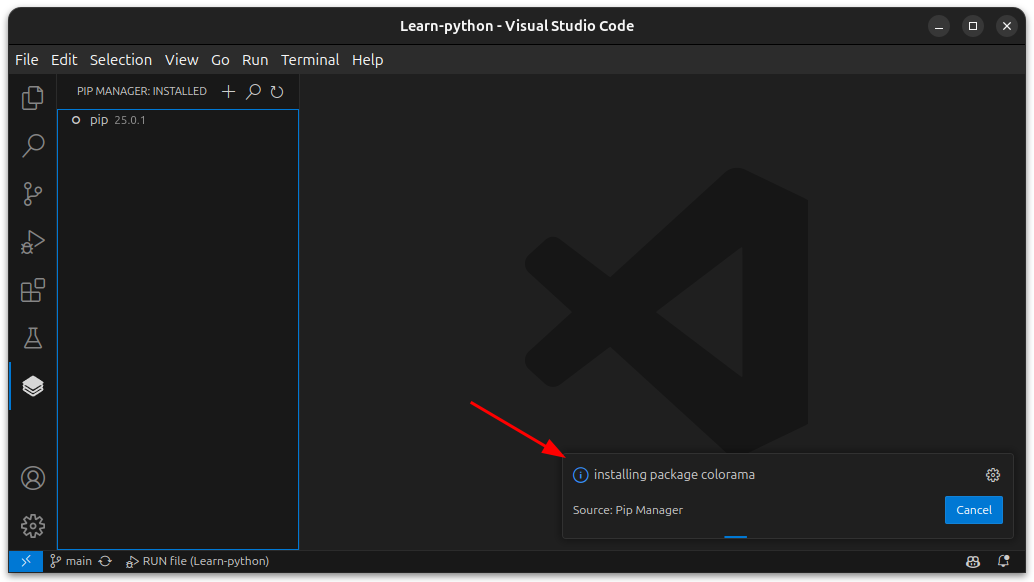 Learn-python - Visual Studio Code
File Edit Selection View Go Run Terminal Help
PIP MANAGER: INSTALLED
pip 25.0.1
installing package colorama
Source: Pip Manager
Cancel
main RUN file (Learn-python)